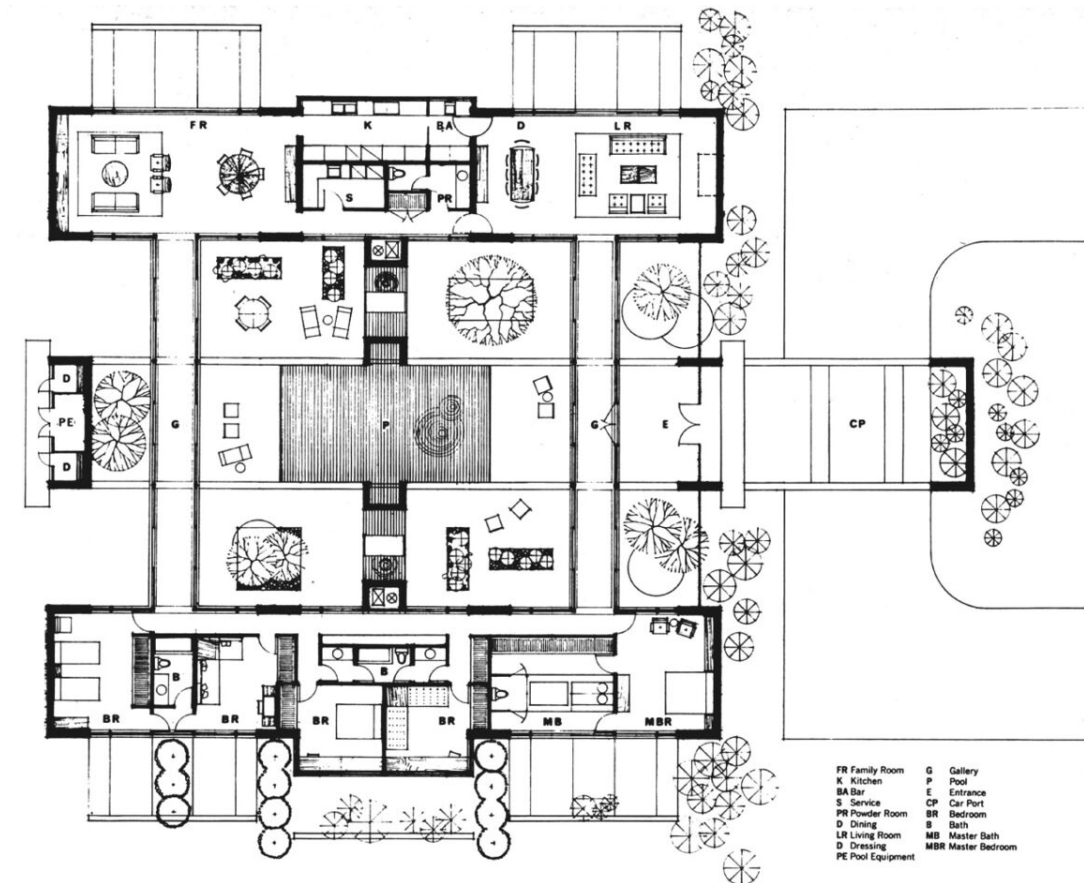 FR K BA D LR
S PR
D
PE G P G E CP
D
B
B
BR BR BR BR MB MBR
FR Family Room
K Kitchen
BA Bar
S Service
PR Powder Room
D Dining
LR Living Room
D Dressing
PE Pool Equipment
G Gallery
P Pool
E Entrance
CP Car Port
BR Bedroom
B Bath
MB Master Bath
MBR Master Bedroom